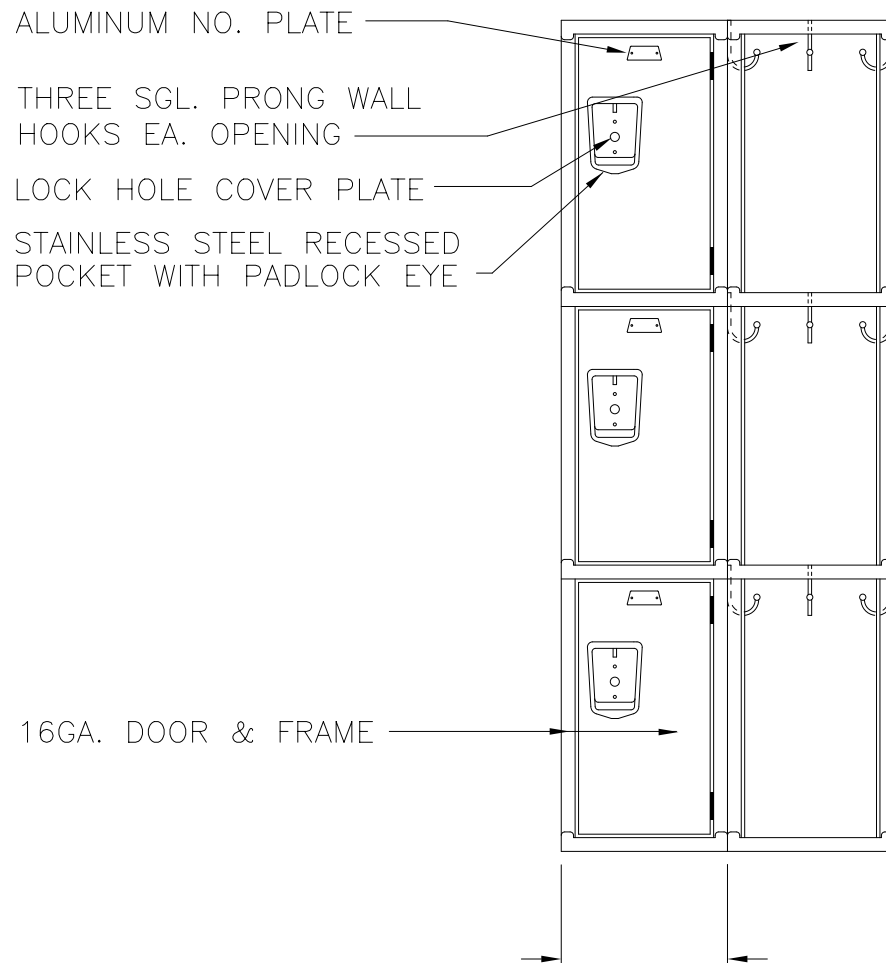 ALUMINUM NO. PLATE
THREE SGL. PRONG WALL
HOOKS EA. OPENING
LOCK HOLE COVER PLATE
STAINLESS STEEL RECESSED
POCKET WITH PADLOCK EYE
16GA. DOOR & FRAME